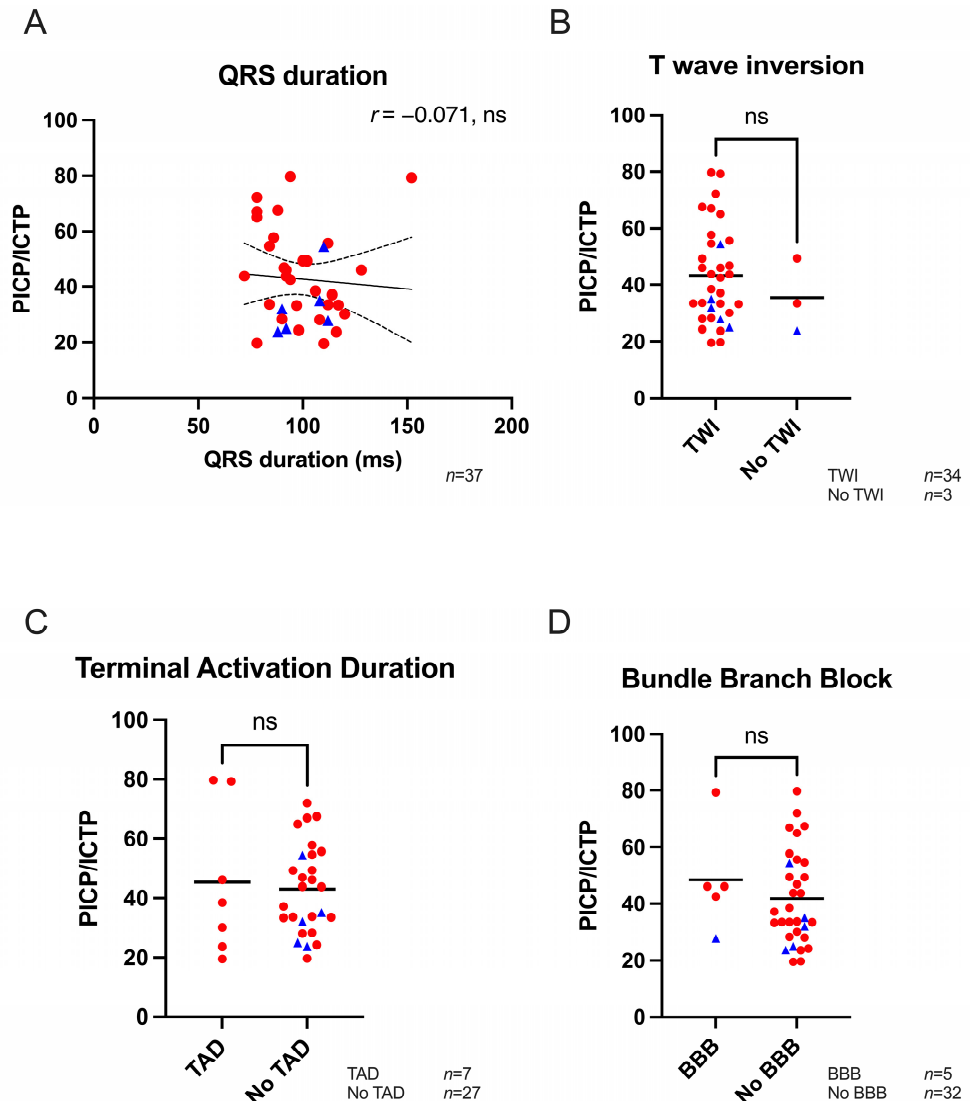 A
QRS duration
r = −0.071, ns
100
80
60
40
20
0
PICP/ICTP
0 50 100 150 200
QRS duration (ms)
n=37
B
T wave inversion
ns
100
80
60
40
20
0
PICP/ICTP
TWI
No TWI
TWI n=34
No TWI n=3
C
Terminal Activation Duration
ns
100
80
60
40
20
0
PICP/ICTP
TAD
No TAD
TAD n=7
No TAD n=27
D
Bundle Branch Block
ns
100
80
60
40
20
0
PICP/ICTP
BBB
No BBB
BBB n=5
No BBB n=32